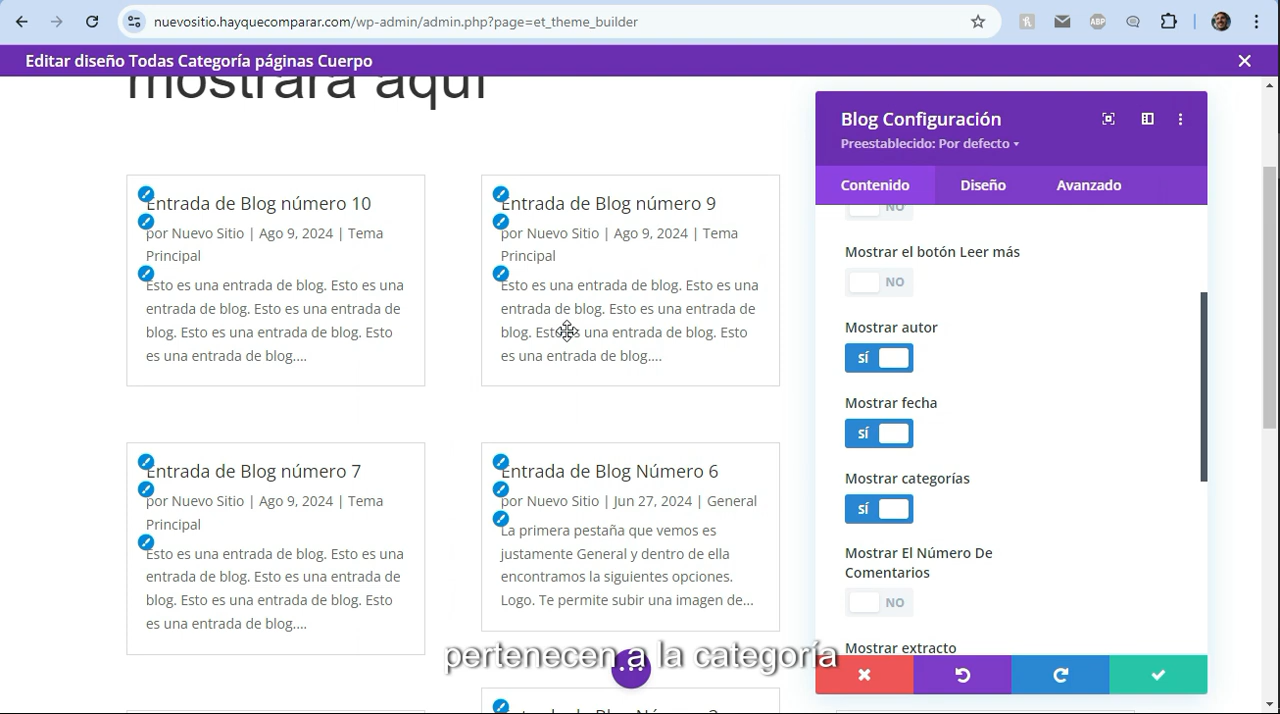 nuevositio.hayquecomparar.com/wp-admin/admin.php?page=et_theme_builder
ABP
Editar diseño Todas Categoría páginas Cuerpo
mostrará aquí
Entrada de Blog número 10
por Nuevo Sitio | Ago 9, 2024 | Tema
Principal
Esto es una entrada de blog. Esto es una
entrada de blog. Esto es una entrada de
blog. Esto es una entrada de blog. Esto
es una entrada de blog....
Entrada de Blog número 9
por Nuevo Sitio | Ago 9, 2024 | Tema
Principal
Esto es una entrada de blog. Esto es una
entrada de blog. Esto es una entrada de
blog. Esto es una entrada de blog. Esto
es una entrada de blog....
Entrada de Blog número 7
por Nuevo Sitio | Ago 9, 2024 | Tema
Principal
Esto es una entrada de blog. Esto es una
entrada de blog. Esto es una entrada de
blog. Esto es una entrada de blog. Esto
es una entrada de blog....
Entrada de Blog Número 6
por Nuevo Sitio | Jun 27, 2024 | General
La primera pestaña que vemos es
justamente General y dentro de ella
encontramos la siguientes opciones.
Logo. Te permite subir una imagen de...
Entrada de Blog Número
Blog Configuración
Preestablecido: Por defecto
Contenido
Diseño
Avanzado
NO
Mostrar el botón Leer más
NO
Mostrar autor
SÍ
Mostrar fecha
SÍ
Mostrar categorías
SÍ
Mostrar El Número De
Comentarios
NO
Mostrar extracto
pertenecen a la categoría